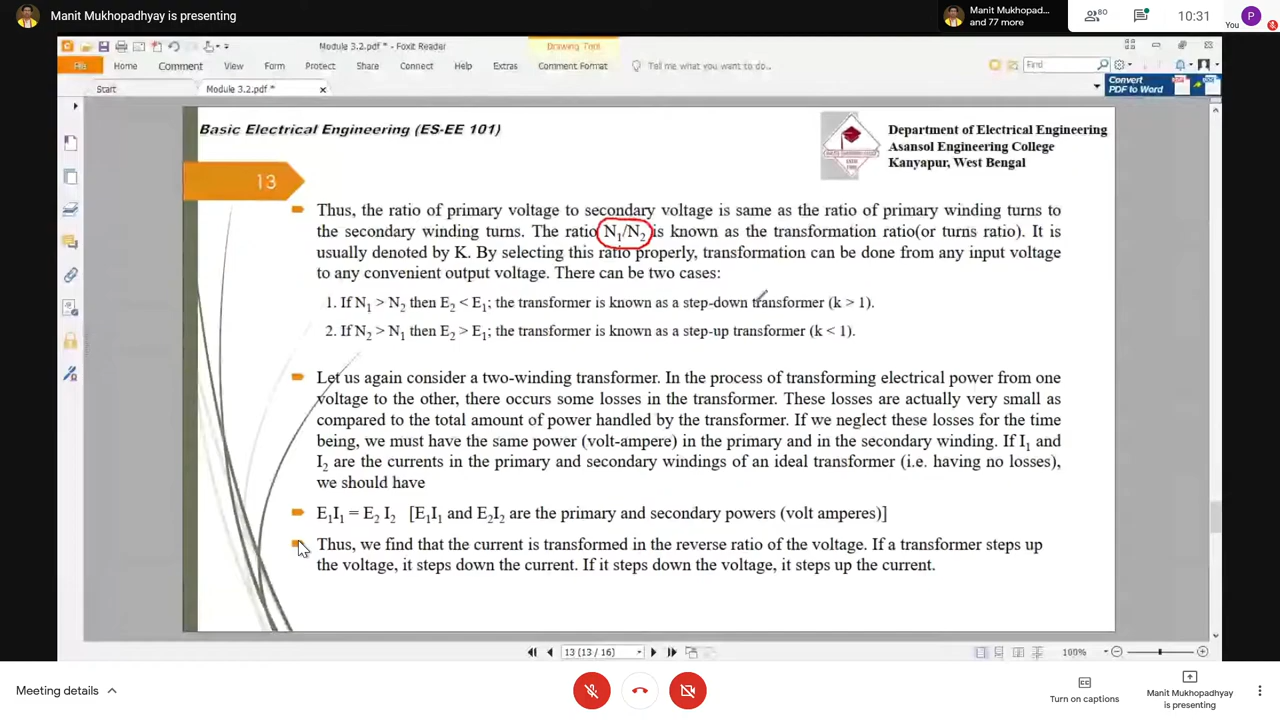 Manit Mukhopadhyay is presenting
Manit Mukhopad...
and 77 more
80
10:31
You
P
Module 3.2.pdf * - Foxit Reader
Drawing Tool
File
Home
Comment
View
Form
Protect
Share
Connect
Help
Extras
Comment Format
Tell me what you want to do...
Find
Start
Module 3.2.pdf *
Convert
PDF to Word
Basic Electrical Engineering (ES-EE 101)
Department of Electrical Engineering
Asansol Engineering College
Kanyapur, West Bengal
13
Thus, the ratio of primary voltage to secondary voltage is same as the ratio of primary winding turns to
the secondary winding turns. The ratio N₁/N₂ is known as the transformation ratio(or turns ratio). It is
usually denoted by K. By selecting this ratio properly, transformation can be done from any input voltage
to any convenient output voltage. There can be two cases:
1. If N₁ > N₂ then E₂ < E₁; the transformer is known as a step-down transformer (k > 1).
2. If N₂ > N₁ then E₂ > E₁; the transformer is known as a step-up transformer (k < 1).
Let us again consider a two-winding transformer. In the process of transforming electrical power from one
voltage to the other, there occurs some losses in the transformer. These losses are actually very small as
compared to the total amount of power handled by the transformer. If we neglect these losses for the time
being, we must have the same power (volt-ampere) in the primary and in the secondary winding. If I₁ and
I₂ are the currents in the primary and secondary windings of an ideal transformer (i.e. having no losses),
we should have
E₁I₁ = E₂ I₂ [E₁I₁ and E₂I₂ are the primary and secondary powers (volt amperes)]
Thus, we find that the current is transformed in the reverse ratio of the voltage. If a transformer steps up
the voltage, it steps down the current. If it steps down the voltage, it steps up the current.
13 (13 / 16)
100%
Meeting details
Turn on captions
Manit Mukhopadhyay
is presenting